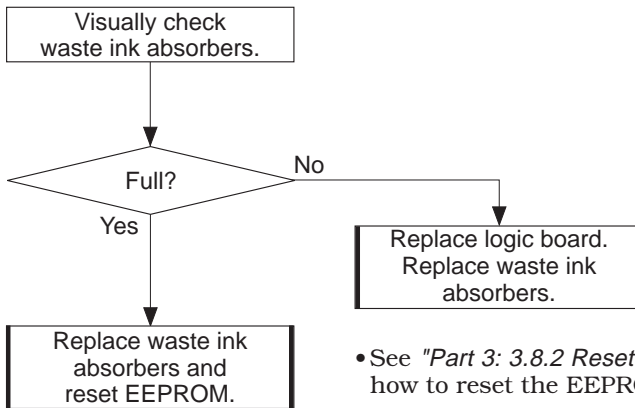 Visually check
waste ink absorbers.
Full?
No
Yes
Replace logic board.
Replace waste ink
absorbers.
Replace waste ink
absorbers and
reset EEPROM.
• See "Part 3: 3.8.2 Reset
how to reset the